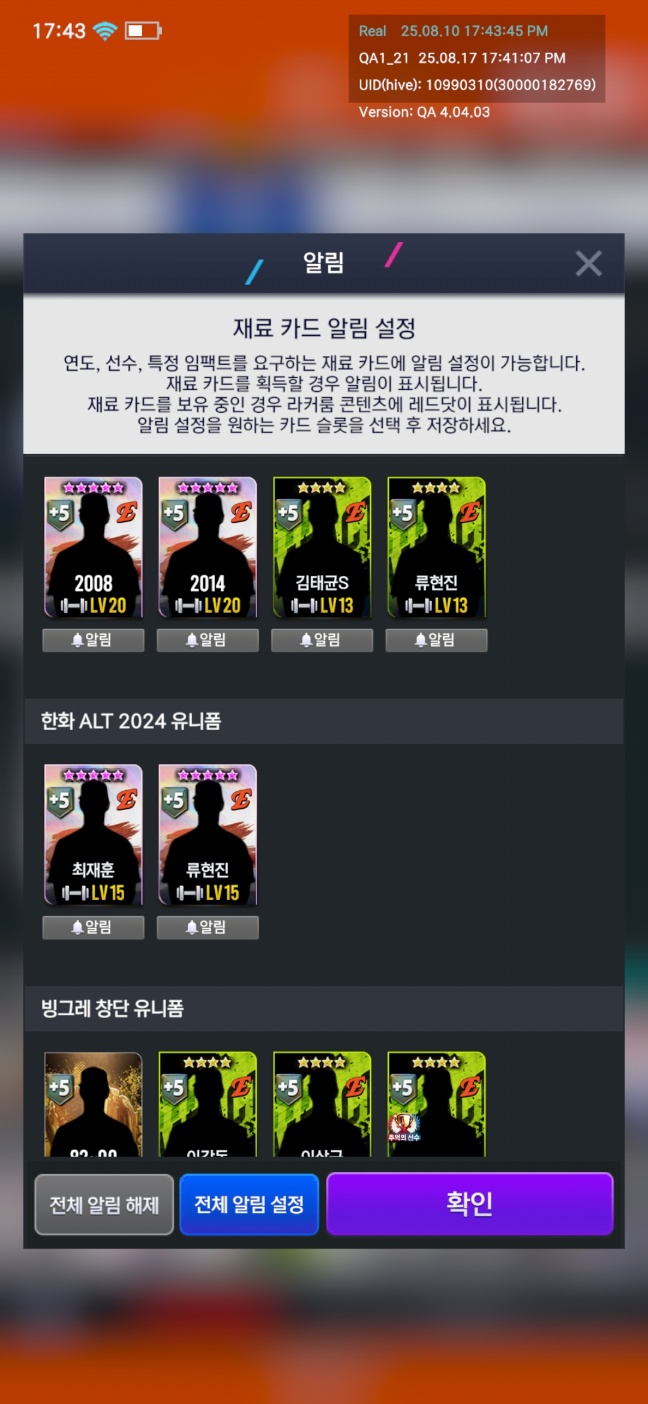 17:43
Real 25.08.10 17:43:45 PM
QA1_21 25.08.17 17:41:07 PM
UID(hive): 10990310(30000182769)
Version: QA 4.04.03
알림
재료 카드 알림 설정
연도, 선수, 특정 임팩트를 요구하는 재료 카드에 알림 설정이 가능합니다.
재료 카드를 획득할 경우 알림이 표시됩니다.
재료 카드를 보유 중인 경우 라커룸 콘텐츠에 레드닷이 표시됩니다.
알림 설정을 원하는 카드 슬롯을 선택 후 저장하세요.
+5 E +5 E +5 E +5 E
2008 2014 김태균S 류현진
LV20 LV20 LV13 LV13
알림 알림 알림 알림
한화 ALT 2024 유니폼
+5 E +5 E
최재훈 류현진
LV15 LV15
알림 알림
빙그레 창단 유니폼
+5 +5 E +5 E +5 E
추억의 선수
전체 알림 해제 전체 알림 설정 확인